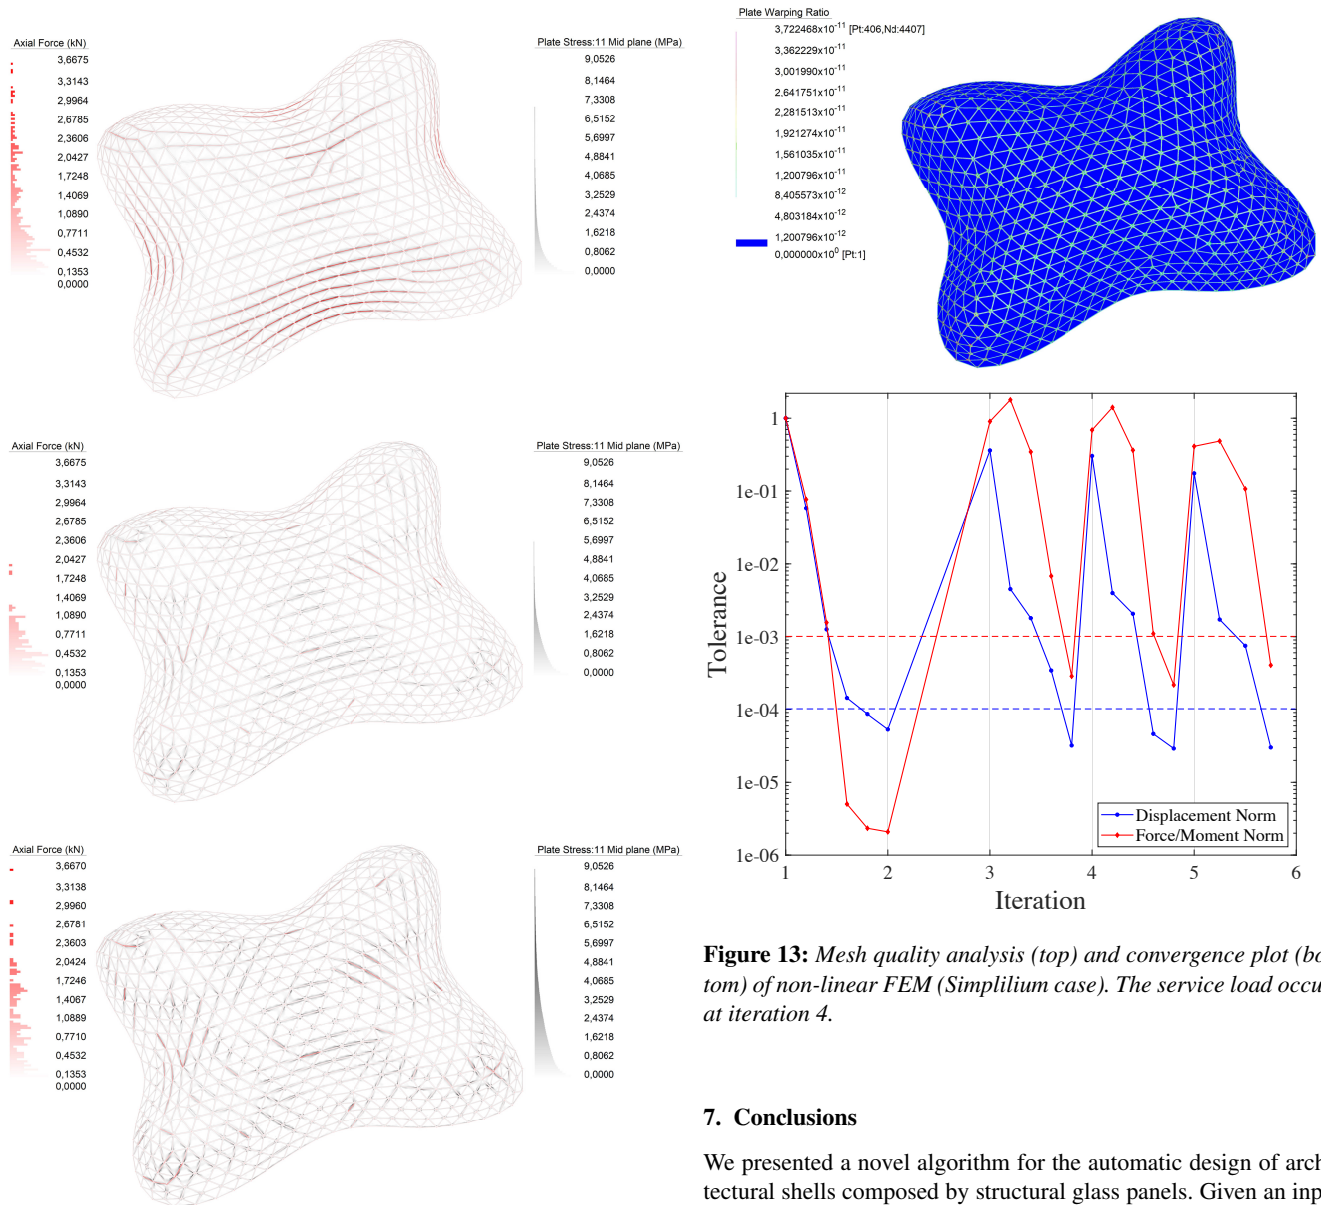 Axial Force (kN)
3,6675
3,3143
2,9964
2,6785
2,3606
2,0427
1,7248
1,4069
1,0890
0,7711
0,4532
0,1353
0,0000
Plate Stress:11 Mid plane (MPa)
9,0526
8,1464
7,3308
6,5152
5,6997
4,8841
4,0685
3,2529
2,4374
1,6218
0,8062
0,0000
Axial Force (kN)
3,6675
3,3143
2,9964
2,6785
2,3606
2,0427
1,7248
1,4069
1,0890
0,7711
0,4532
0,1353
0,0000
Plate Stress:11 Mid plane (MPa)
9,0526
8,1464
7,3308
6,5152
5,6997
4,8841
4,0685
3,2529
2,4374
1,6218
0,8062
0,0000
Axial Force (kN)
3,6670
3,3138
2,9960
2,6781
2,3603
2,0424
1,7246
1,4067
1,0889
0,7710
0,4532
0,1353
0,0000
Plate Stress:11 Mid plane (MPa)
9,0526
8,1464
7,3308
6,5152
5,6997
4,8841
4,0685
3,2529
2,4374
1,6218
0,8062
0,0000
Plate Warping Ratio
3,722468x10⁻¹¹ [Pt:406,Nd:4407]
3,362229x10⁻¹¹
3,001990x10⁻¹¹
2,641751x10⁻¹¹
2,281513x10⁻¹¹
1,921274x10⁻¹¹
1,561035x10⁻¹¹
1,200796x10⁻¹¹
8,405573x10⁻¹²
4,803184x10⁻¹²
1,200796x10⁻¹²
0,000000x10⁰ [Pt:1]
1
1e-01
1e-02
1e-03
1e-04
1e-05
1e-06
Tolerance
1 2 3 4 5 6
Iteration
Displacement Norm
Force/Moment Norm
Figure 13: Mesh quality analysis (top) and convergence plot (bo
tom) of non-linear FEM (Simplilium case). The service load occu
at iteration 4.
7. Conclusions
We presented a novel algorithm for the automatic design of arch
tectural shells composed by structural glass panels. Given an inp